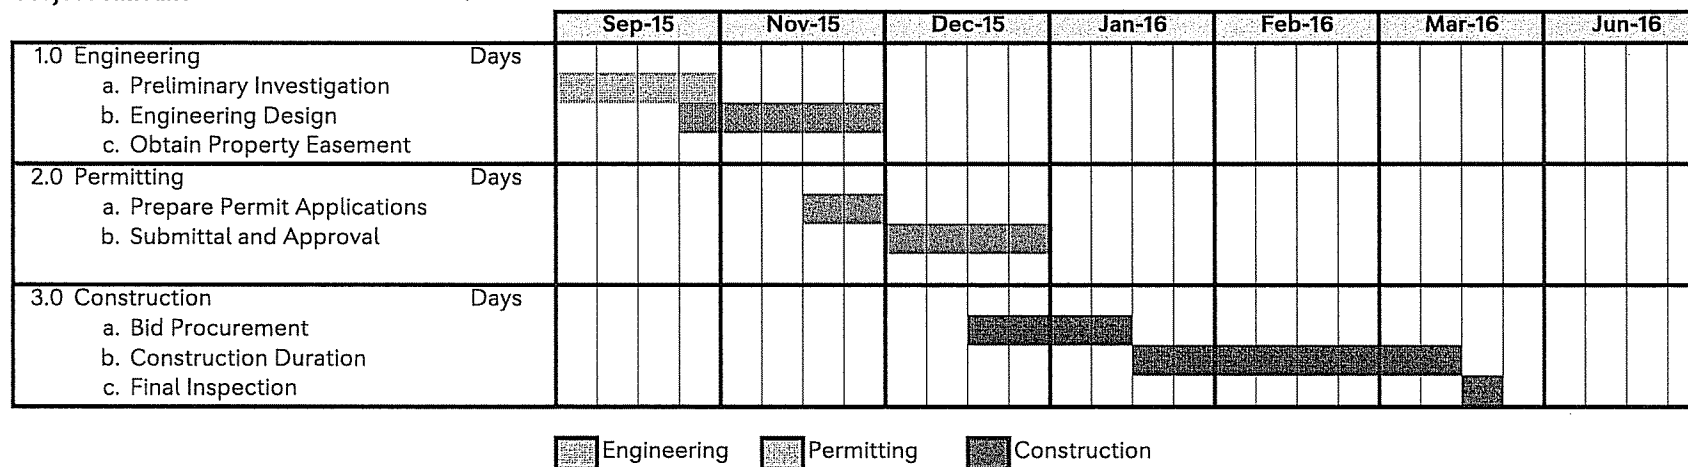 Sep-15 Nov-15 Dec-15 Jan-16 Feb-16 Mar-16 Jun-16
1.0 Engineering Days
a. Preliminary Investigation
b. Engineering Design
c. Obtain Property Easement
2.0 Permitting Days
a. Prepare Permit Applications
b. Submittal and Approval
3.0 Construction Days
a. Bid Procurement
b. Construction Duration
c. Final Inspection
Engineering Permitting Construction